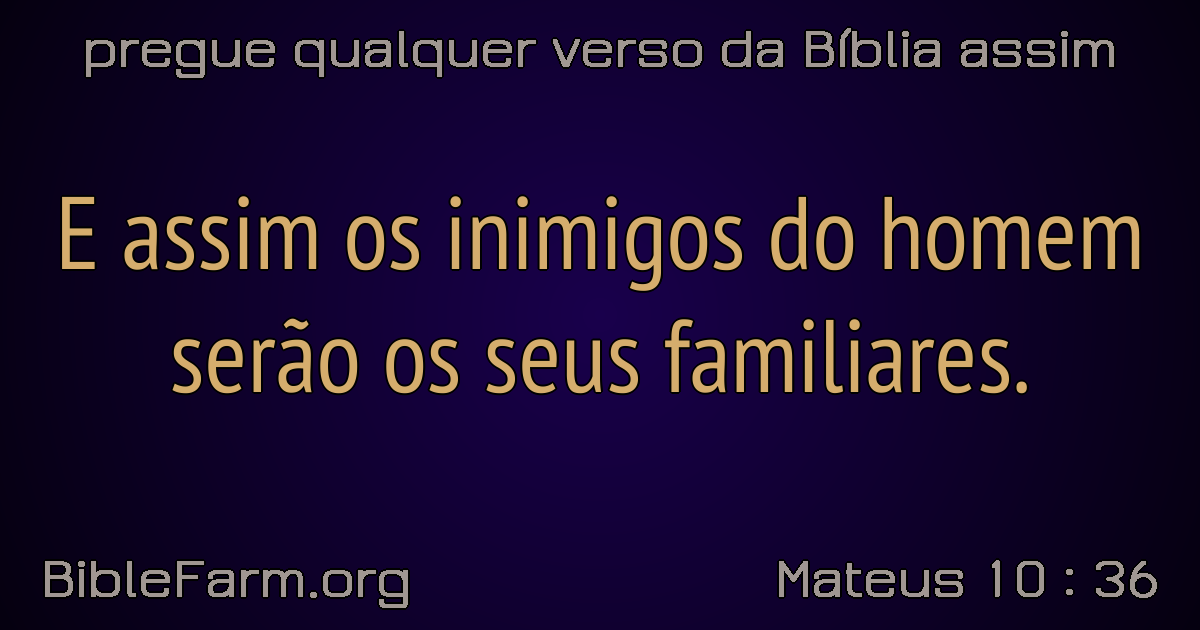 pregue qualquer verso da Bíblia assim
E assim os inimigos do homem
serão os seus familiares.
BibleFarm.org
Mateus 10 : 36